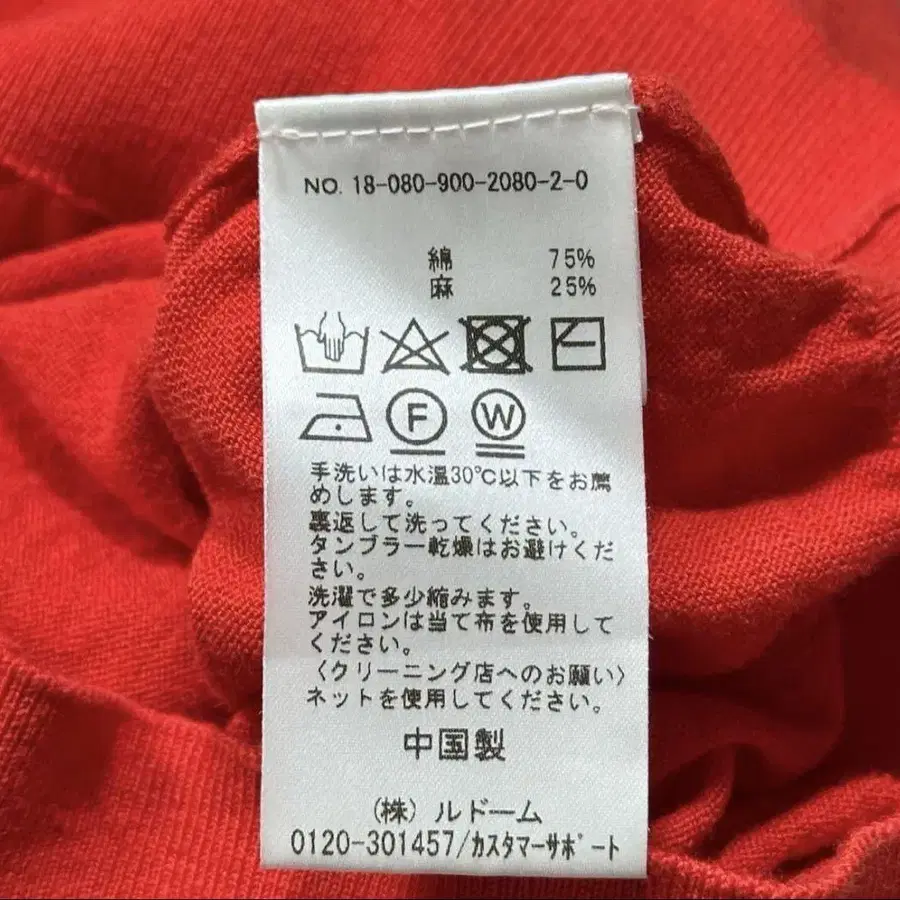 NO. 18-080-900-2080-2-0
綿 75%
麻 25%
F W
手洗いは水温30℃以下をお薦
めします。
裏返して洗ってください。
タンブラー乾燥はお避けくだ
さい。
洗濯で多少縮みます。
アイロンは当て布を使用して
ください。
〈クリーニング店へのお願い〉
ネットを使用してください。
中国製
(株) ルドーム
0120-301457/カスタマーサポート